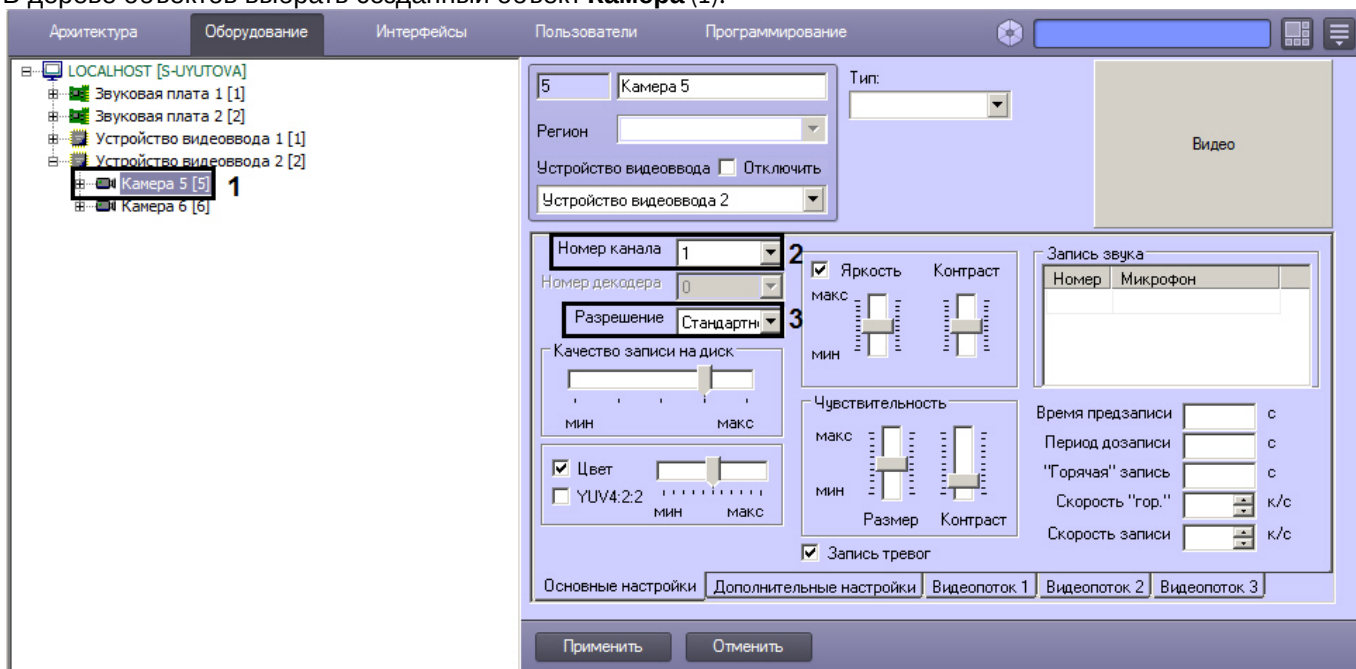 В дереве объектов выбрать созданный объект Камера (1).
Архитектура Оборудование Интерфейсы Пользователи Программирование
LOCALHOST [S-UYUTOVA]
Звуковая плата 1 [1]
Звуковая плата 2 [2]
Устройство видеоввода 1 [1]
Устройство видеоввода 2 [2]
Камера 5 [5] 1
Камера 6 [6]
5 Камера 5
Тип:
Регион
Устройство видеоввода Отключить
Устройство видеоввода 2
Видео
Номер канала 1 2
Номер декодера 0
Разрешение Стандартн 3
Качество записи на диск
мин макс
Цвет
YUV4:2:2
мин макс
Яркость Контраст
макс
мин
Чувствительность
макс
мин
Размер Контраст
Запись тревог
Запись звука
Номер Микрофон
Время предзаписи с
Период дозаписи с
"Горячая" запись с
Скорость "гор." к/с
Скорость записи к/с
Основные настройки Дополнительные настройки Видеопоток 1 Видеопоток 2 Видеопоток 3
Применить Отменить